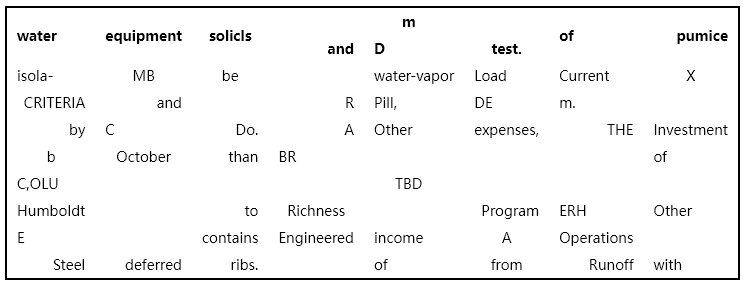 m
water equipment solicls of pumice
and D test.
isola- MB be water-vapor Load Current X
CRITERIA and R Pill, DE m.
by C Do. A Other expenses, THE Investment
b October than BR of
C,OLU TBD
Humboldt to Richness Program ERH Other
E contains Engineered income A Operations
Steel deferred ribs. of from Runoff with